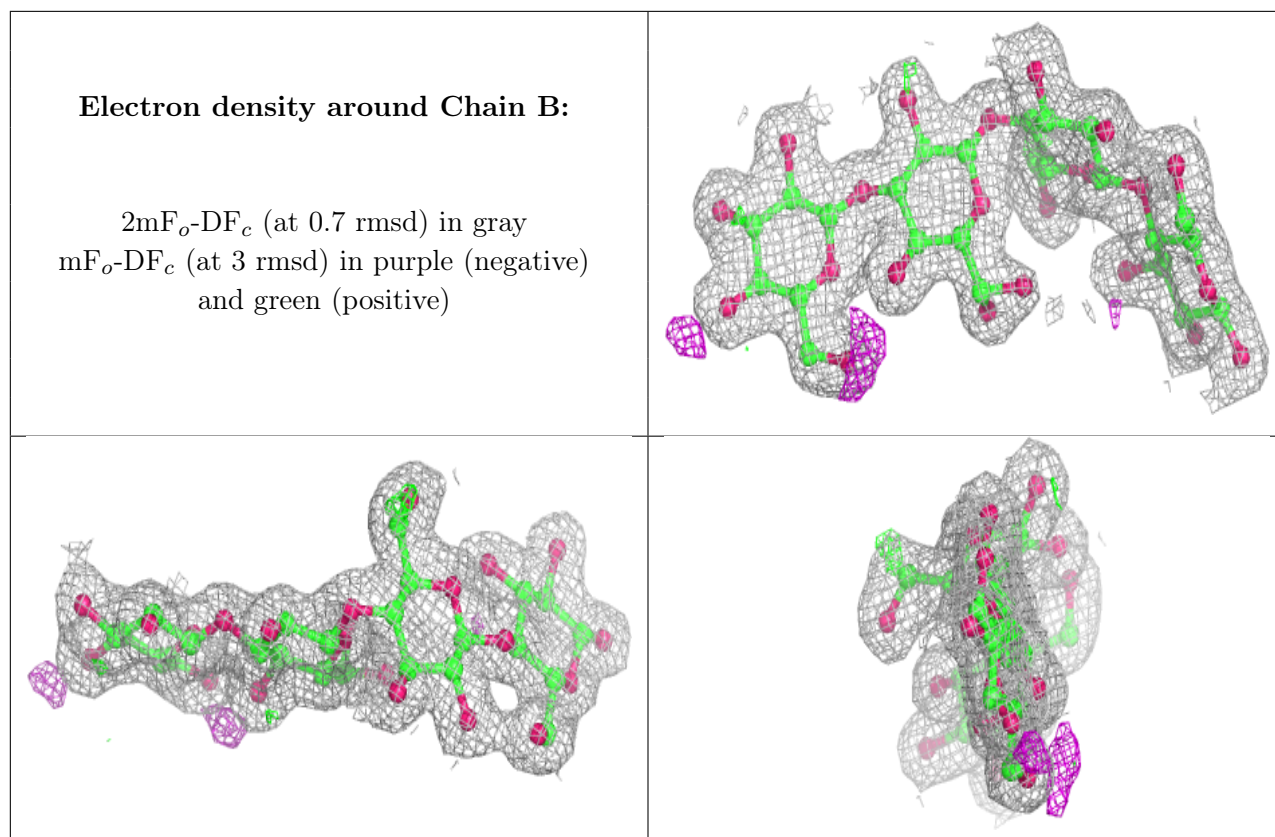 Electron density around Chain B:
2mFo-DFc (at 0.7 rmsd) in gray
mFo-DFc (at 3 rmsd) in purple (negative)
and green (positive)